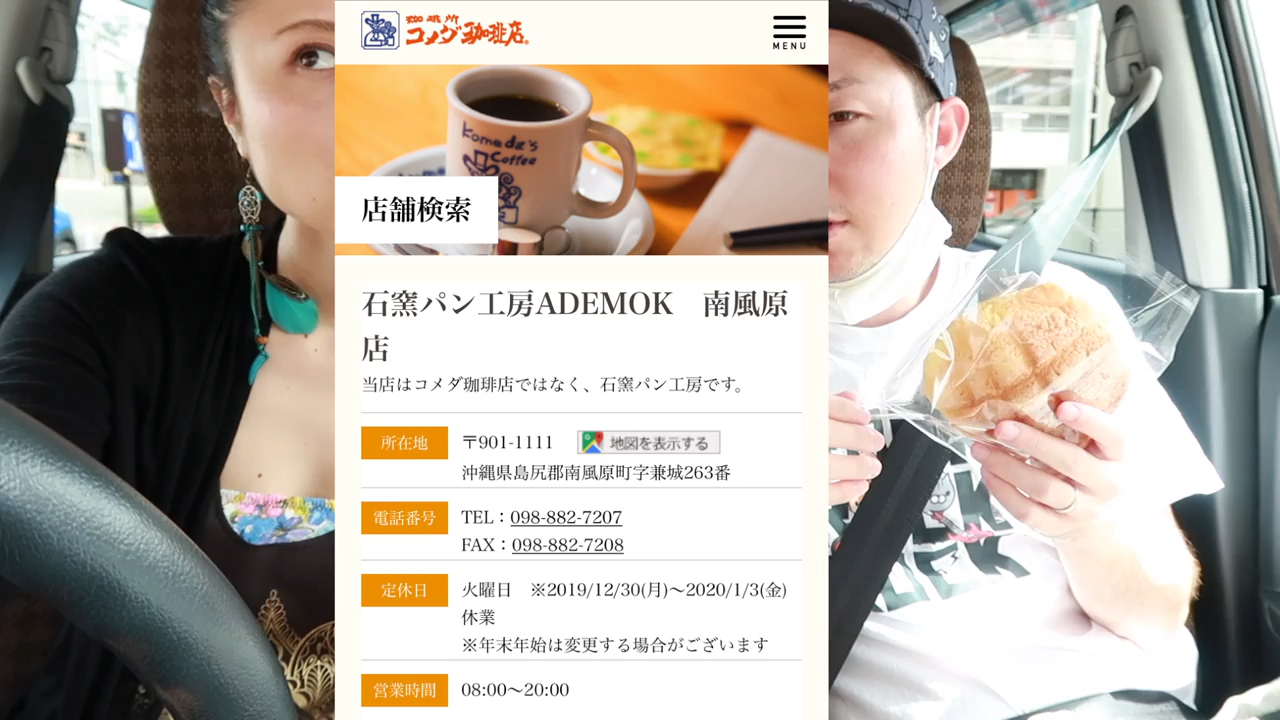 珈琲所
コメダ珈琲店
MENU
Komeda's
Coffee
店舗検索
石窯パン工房ADEMOK 南風原
店
当店はコメダ珈琲店ではなく、石窯パン工房です。
所在地 〒901-1111 地図を表示する
沖縄県島尻郡南風原町字兼城263番
電話番号 TEL：098-882-7207
FAX：098-882-7208
定休日 火曜日 ※2019/12/30(月)～2020/1/3(金)
休業
※年末年始は変更する場合がございます
営業時間 08:00～20:00